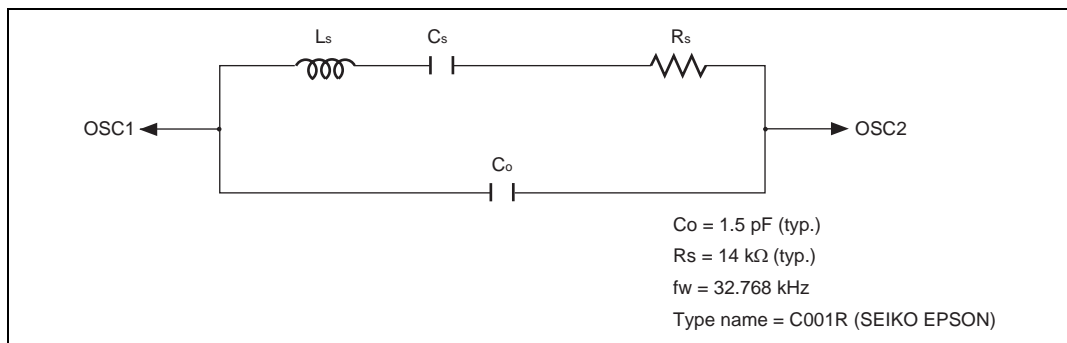 Ls
Cs
Rs
OSC1
OSC2
Co
Co = 1.5 pF (typ.)
Rs = 14 kΩ (typ.)
fw = 32.768 kHz
Type name = C001R (SEIKO EPSON)